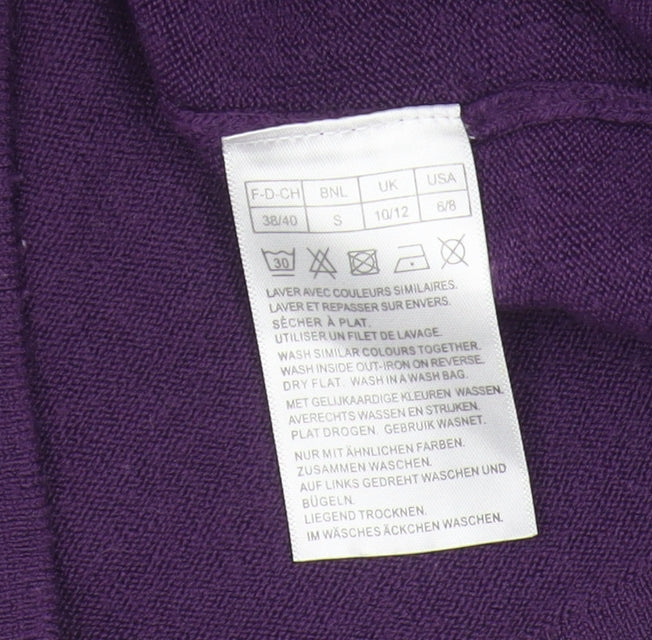 F-D-CH BNL UK USA
38/40 S 10/12 6/8
30
LAVER AVEC COULEURS SIMILAIRES.
LAVER ET REPASSER SUR ENVERS.
SÈCHER À PLAT.
UTILISER UN FILET DE LAVAGE.
WASH SIMILAR COLOURS TOGETHER.
WASH INSIDE OUT-IRON ON REVERSE.
DRY FLAT. WASH IN A WASH BAG.
MET GELIJKAARDIGE KLEUREN WASSEN.
AVERECHTS WASSEN EN STRIJKEN.
PLAT DROGEN. GEBRUIK WASNET.
NUR MIT ÄHNLICHEN FARBEN.
ZUSAMMEN WASCHEN.
AUF LINKS GEDREHT WASCHEN UND
BÜGELN.
LIEGEND TROCKNEN.
IM WÄSCHES ÄCKCHEN WASCHEN.